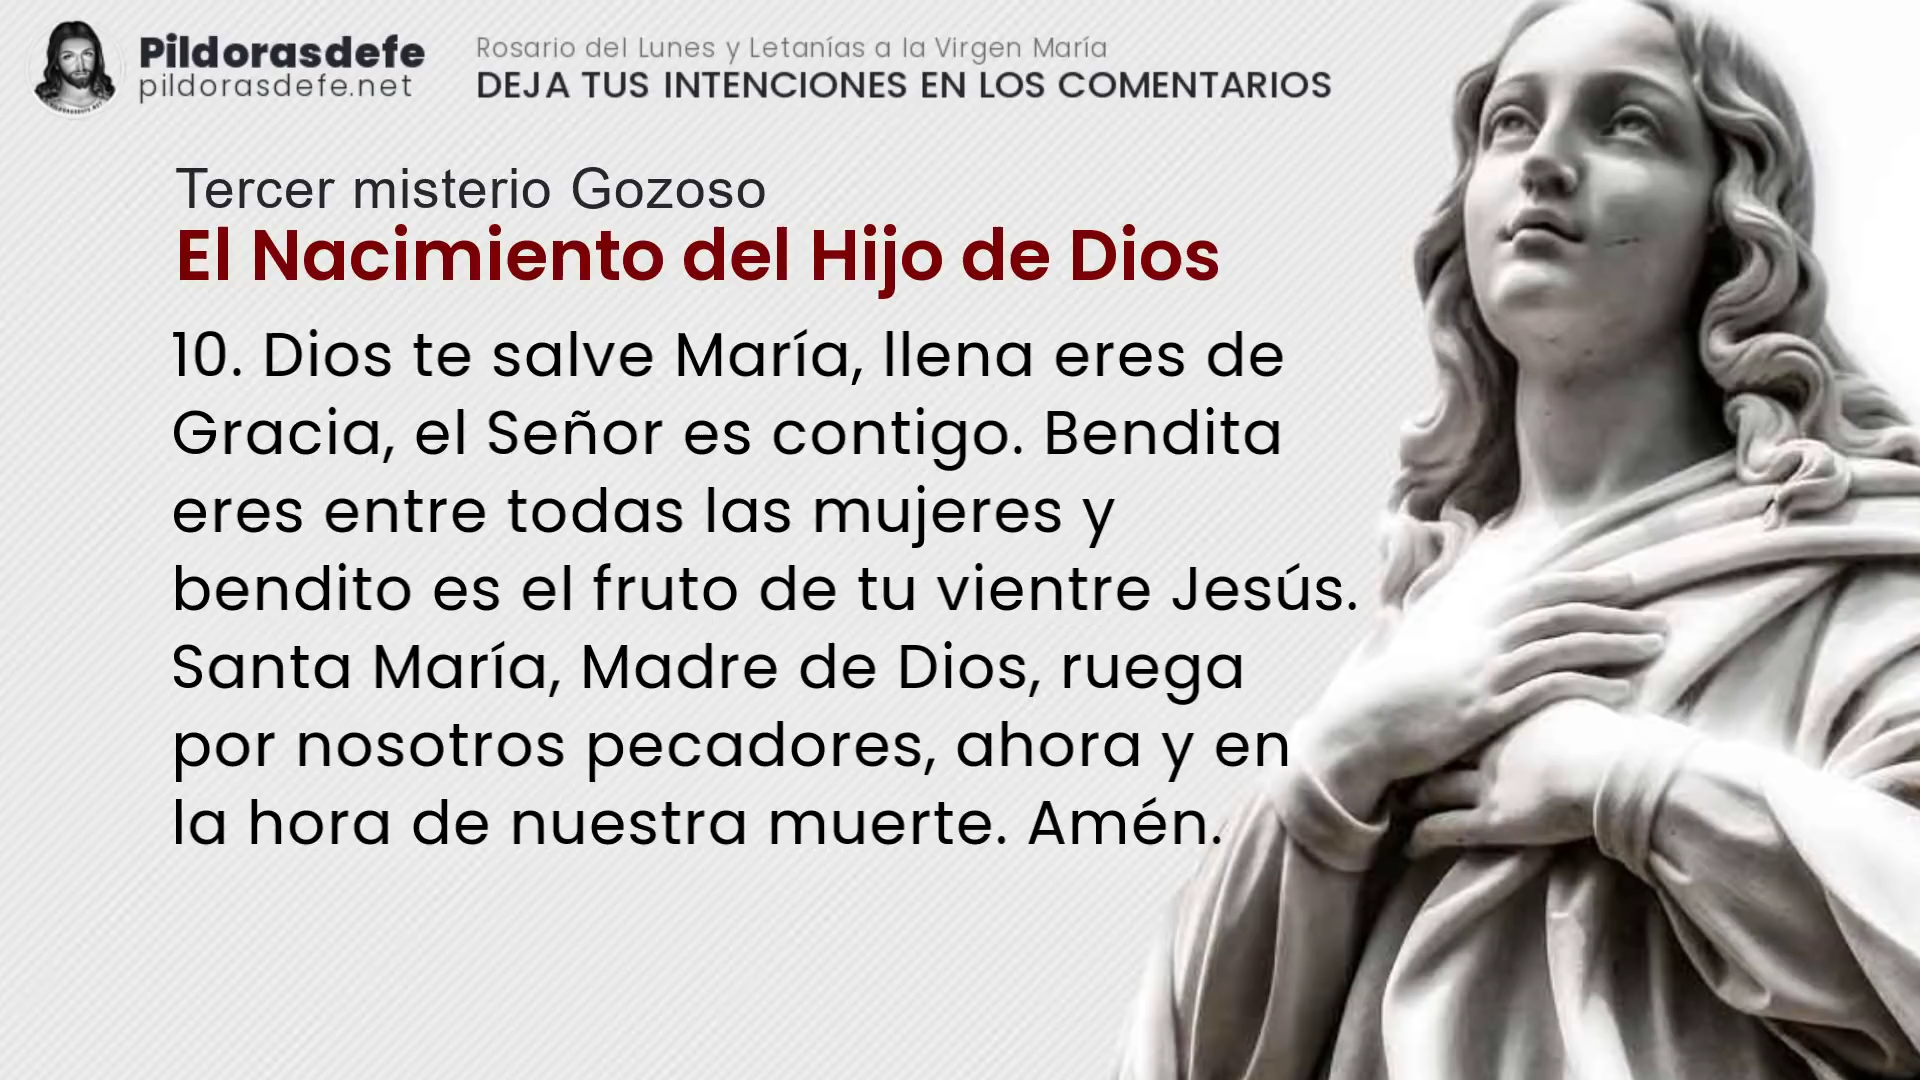 Pildorasdefe
pildorasdefe.net
Rosario del Lunes y Letanías a la Virgen María
DEJA TUS INTENCIONES EN LOS COMENTARIOS
Tercer misterio Gozoso
El Nacimiento del Hijo de Dios
10. Dios te salve María, llena eres de
Gracia, el Señor es contigo. Bendita
eres entre todas las mujeres y
bendito es el fruto de tu vientre Jesús.
Santa María, Madre de Dios, ruega
por nosotros pecadores, ahora y en
la hora de nuestra muerte. Amén.